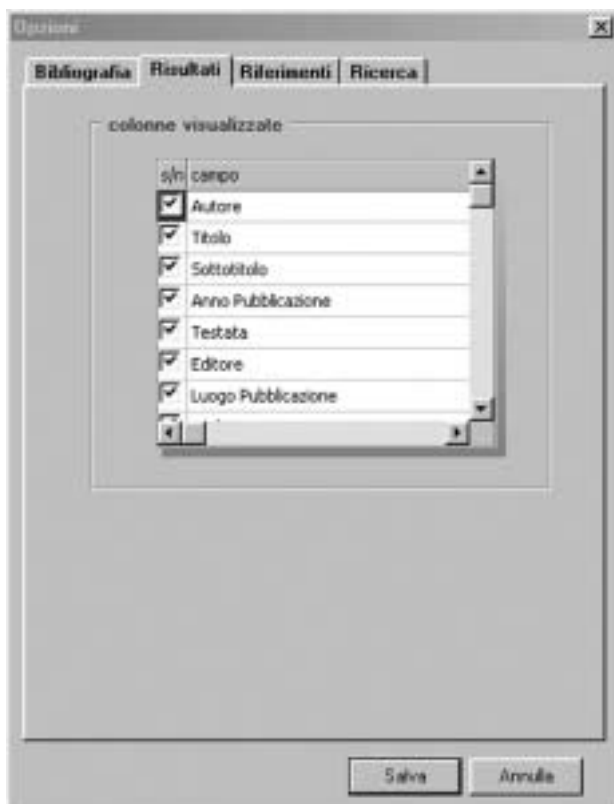 Opzioni
Bibliografia Risultati Riferimenti Ricerca
colonne visualizzate
s/n campo
Autore
Titolo
Sottotitolo
Anno Pubblicazione
Testata
Editore
Luogo Pubblicazione
Salva Annulla